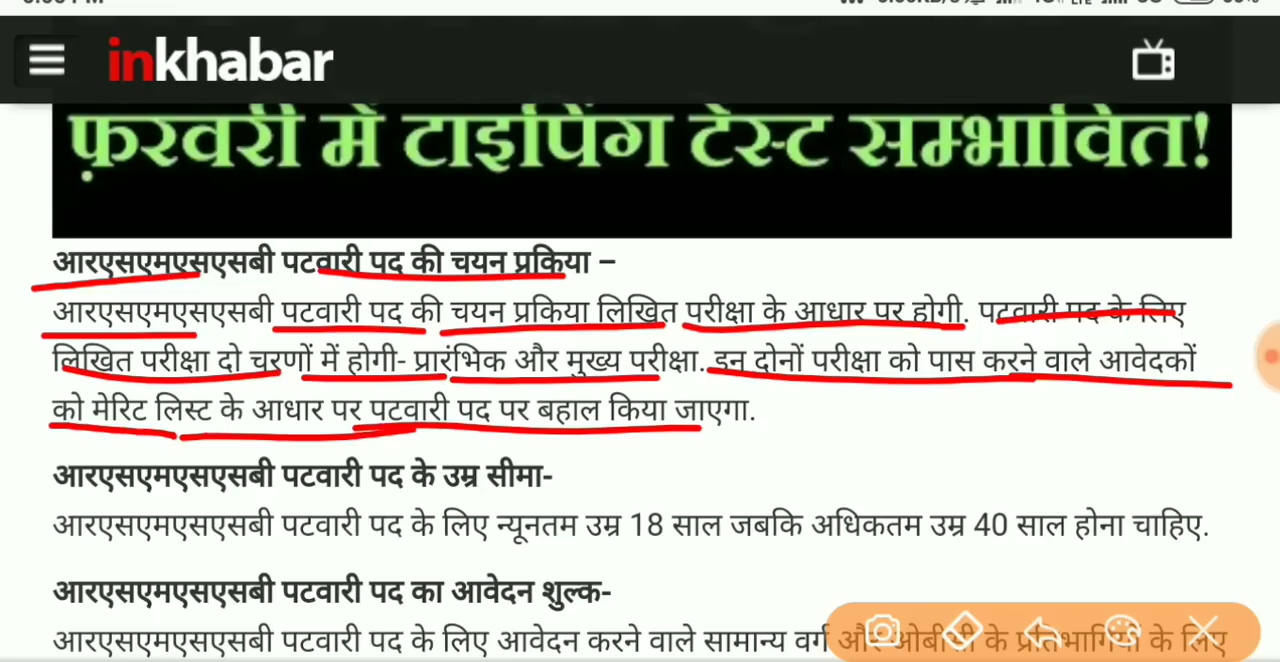 inkhabar
फ़रवरी में टाइपिंग टेस्ट सम्भावित!
आरएसएमएसएसबी पटवारी पद की चयन प्रकिया –
आरएसएमएसएसबी पटवारी पद की चयन प्रकिया लिखित परीक्षा के आधार पर होगी. पटवारी पद के लिए
लिखित परीक्षा दो चरणों में होगी- प्रारंभिक और मुख्य परीक्षा. इन दोनों परीक्षा को पास करने वाले आवेदकों
को मेरिट लिस्ट के आधार पर पटवारी पद पर बहाल किया जाएगा.
आरएसएमएसएसबी पटवारी पद के उम्र सीमा-
आरएसएमएसएसबी पटवारी पद के लिए न्यूनतम उम्र 18 साल जबकि अधिकतम उम्र 40 साल होना चाहिए.
आरएसएमएसएसबी पटवारी पद का आवेदन शुल्क-
आरएसएमएसएसबी पटवारी पद के लिए आवेदन करने वाले सामान्य वर्ग और ओबीसी के प्रतिभागियों के लिए